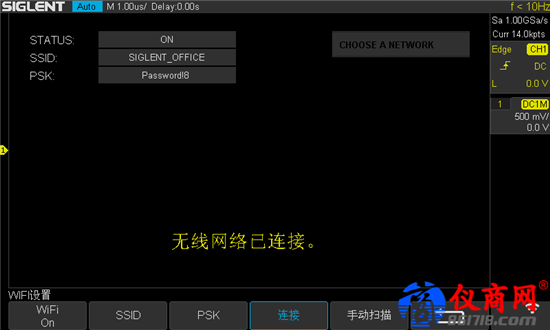 SIGLENT Auto M 1.00us/ Delay:0.00s f < 10Hz
Sa 1.00GSa/s
Curr 14.0kpts
Edge CH1
DC
L 0.0 V
1 DC1M
500 mV/
0.0 V
STATUS: ON
SSID: SIGLENT_OFFICE
PSK: Password!8
CHOOSE A NETWORK
1
无线网络已连接。
WIFI设置
WiFi
On
SSID
PSK
连接
手动扫描
仪商网®
861718.com